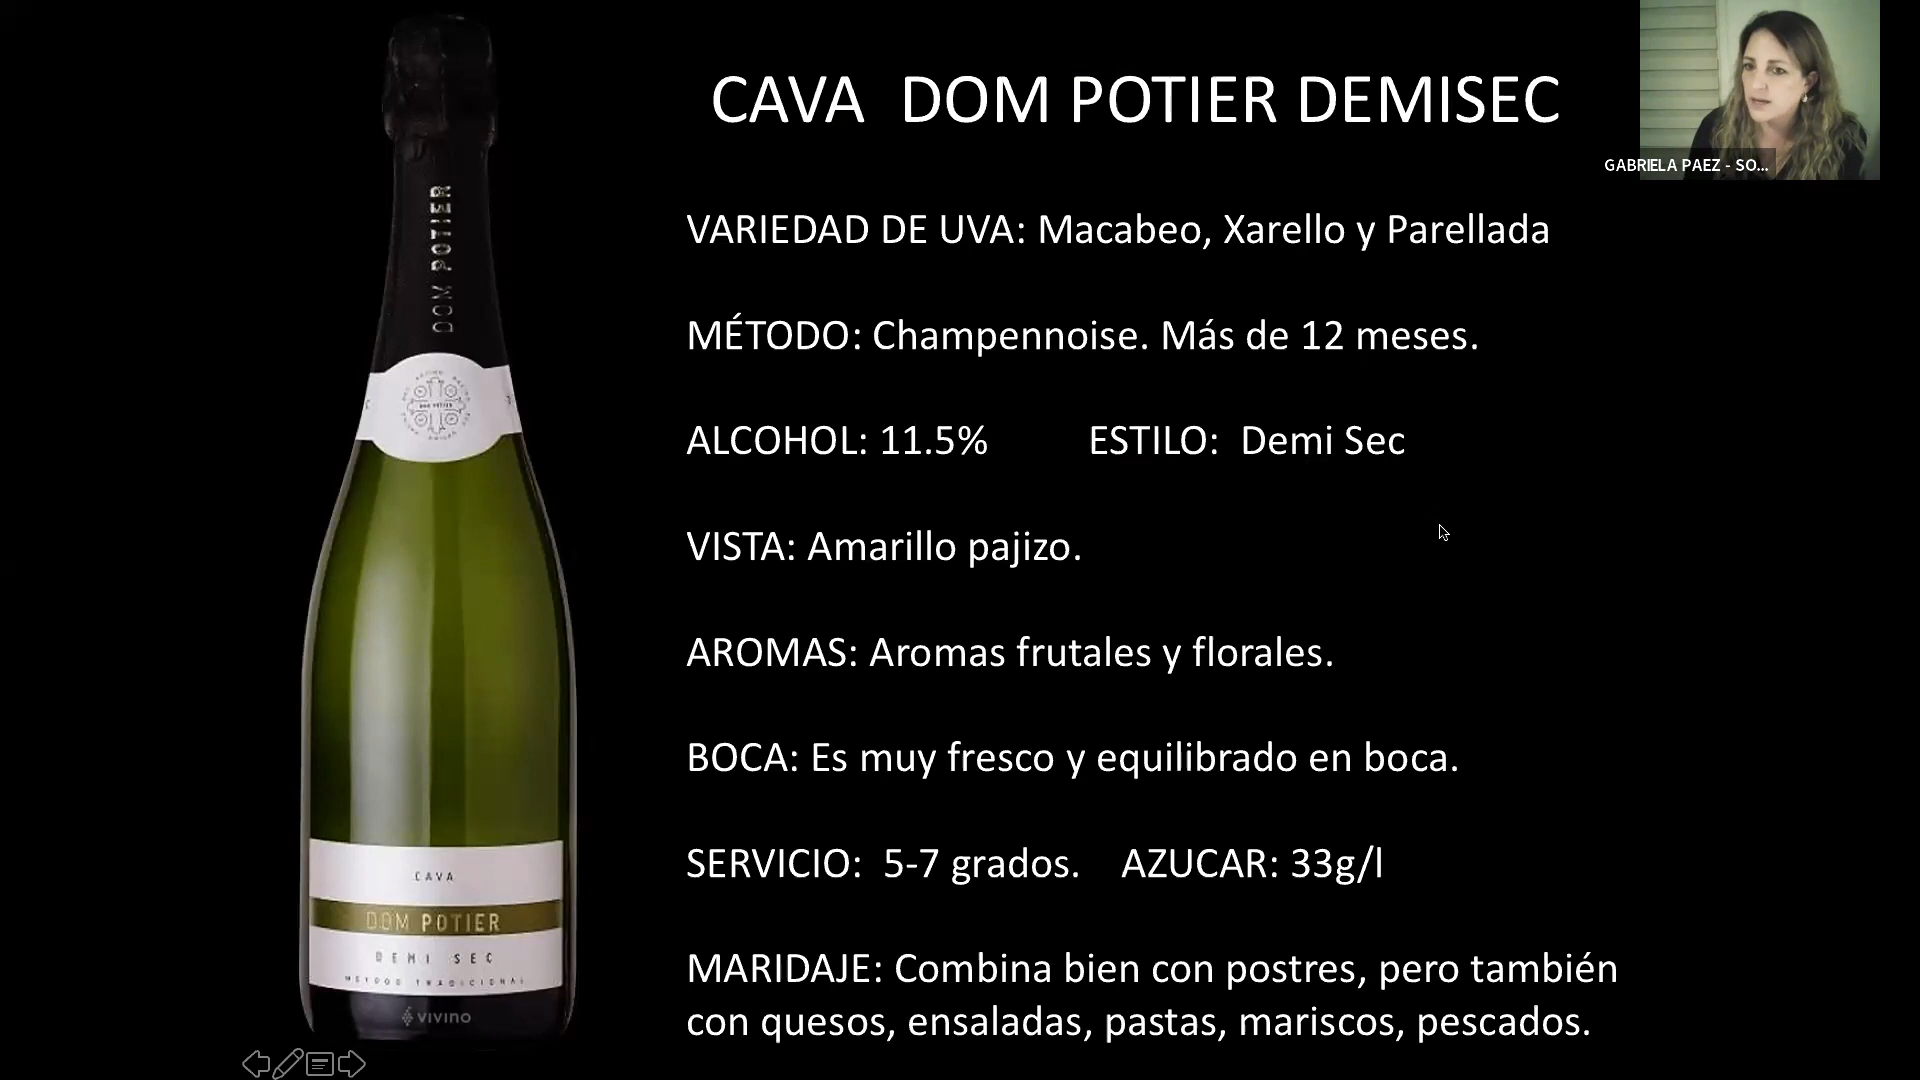 CAVA DOM POTIER DEMISEC
GABRIELA PAEZ - SO...
VARIEDAD DE UVA: Macabeo, Xarello y Parellada
MÉTODO: Champennoise. Más de 12 meses.
ALCOHOL: 11.5% ESTILO: Demi Sec
VISTA: Amarillo pajizo.
AROMAS: Aromas frutales y florales.
BOCA: Es muy fresco y equilibrado en boca.
SERVICIO: 5-7 grados. AZUCAR: 33g/l
MARIDAJE: Combina bien con postres, pero también
con quesos, ensaladas, pastas, mariscos, pescados.
DOM POTIER
DOM POTIER
CAVA
DOM POTIER
DEMI SEC
METODO TRADICIONAL
vivino